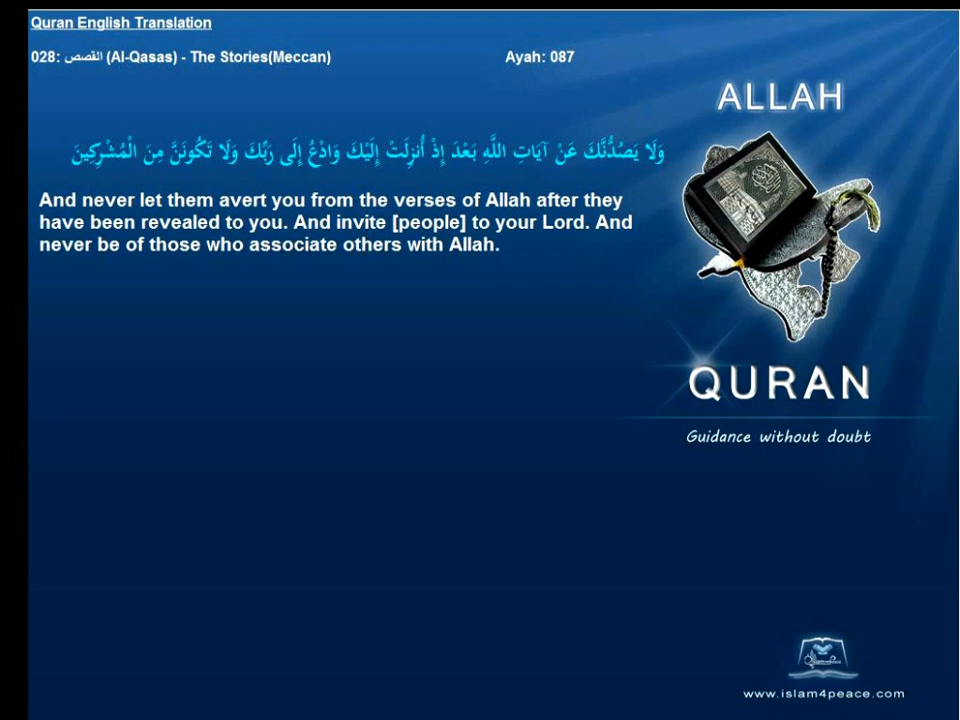 Quran English Translation
028: القصص (Al-Qasas) - The Stories(Meccan)
Ayah: 087
ALLAH
وَلَا يَصُدُّنَّكَ عَنْ آيَاتِ اللَّهِ بَعْدَ إِذْ أُنزِلَتْ إِلَيْكَ وَادْعُ إِلَى رَبِّكَ وَلَا تَكُونَنَّ مِنَ الْمُشْرِكِينَ
And never let them avert you from the verses of Allah after they
have been revealed to you. And invite [people] to your Lord. And
never be of those who associate others with Allah.
QURAN
Guidance without doubt
www.islam4peace.com